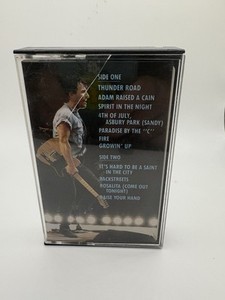 SIDE ONE
THUNDER ROAD
ADAM RAISED A CAIN
SPIRIT IN THE NIGHT
4TH OF JULY,
ASBURY PARK (SANDY)
PARADISE BY THE "C"
FIRE
GROWIN' UP
SIDE TWO
IT'S HARD TO BE A SAINT
IN THE CITY
BACKSTREETS
ROSALITA (COME OUT
TONIGHT)
RAISE YOUR HAND